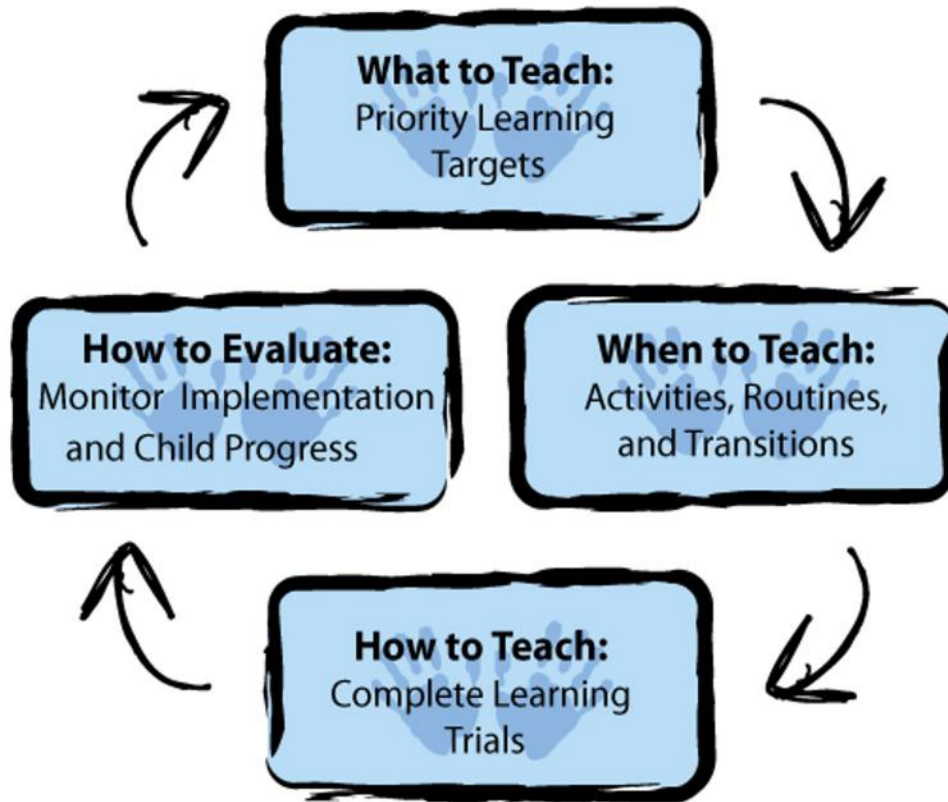 What to Teach:
Priority Learning
Targets
When to Teach:
Activities, Routines,
and Transitions
How to Teach:
Complete Learning
Trials
How to Evaluate:
Monitor Implementation
and Child Progress